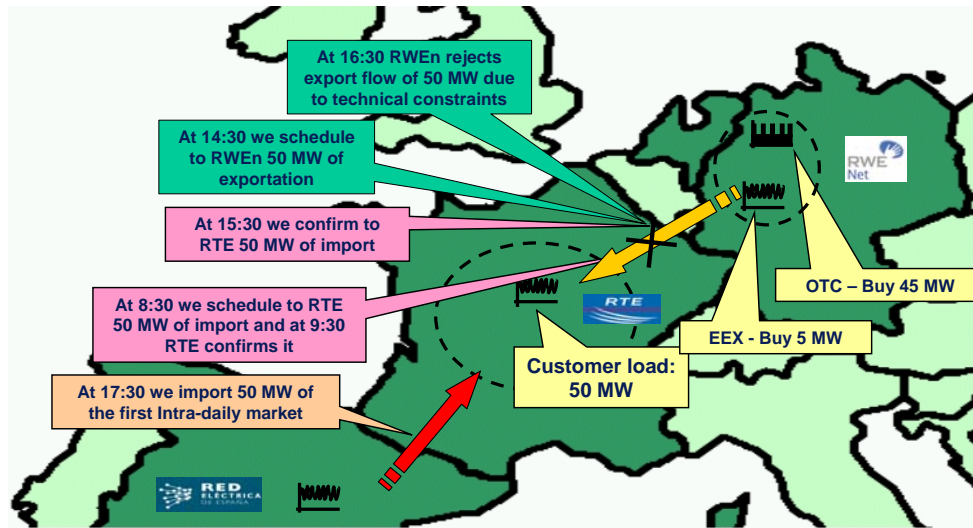 At 16:30 RWEn rejects
export flow of 50 MW due
to technical constraints
At 14:30 we schedule
to RWEn 50 MW of
exportation
At 15:30 we confirm to
RTE 50 MW of import
At 8:30 we schedule to RTE
50 MW of import and at 9:30
RTE confirms it
At 17:30 we import 50 MW of
the first Intra-daily market
RWE
Net
OTC – Buy 45 MW
EEX - Buy 5 MW
RTE
Customer load:
50 MW
RED
ELÉCTRICA
DE ESPAÑA